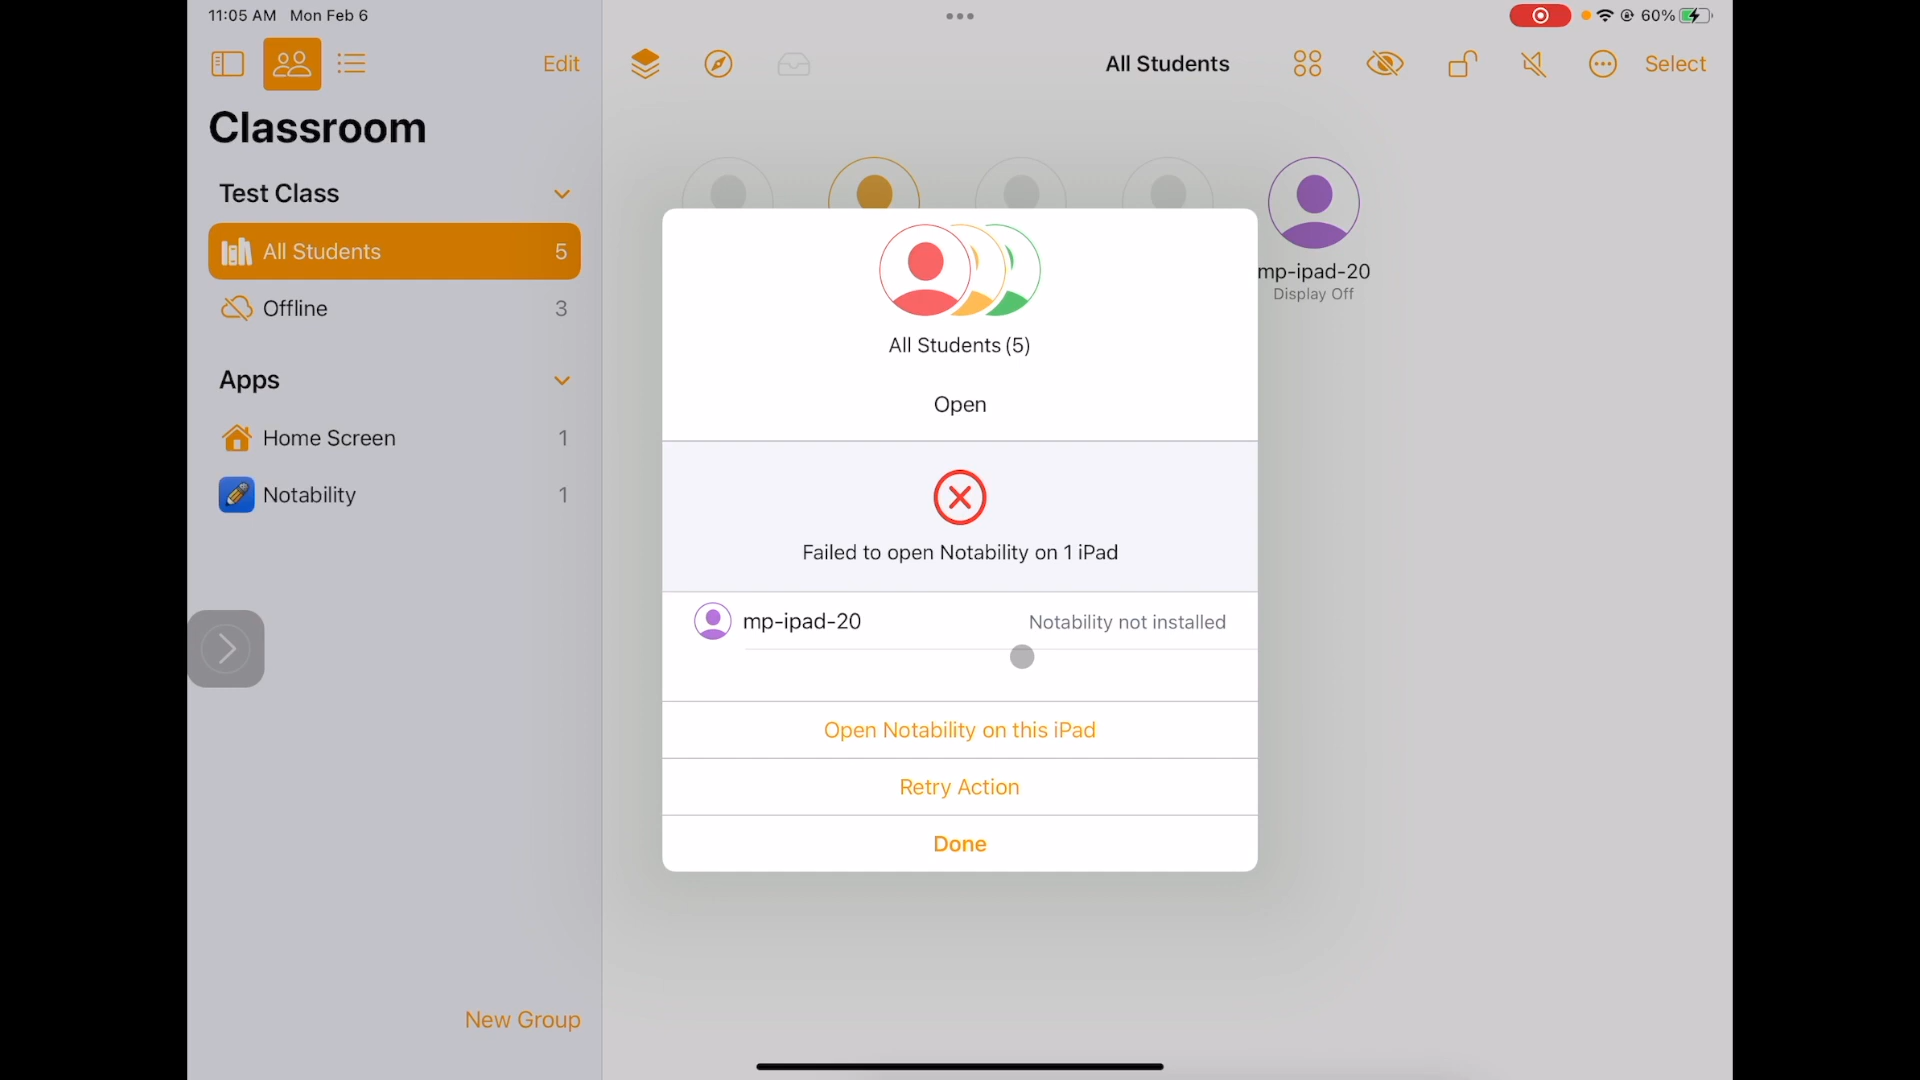 11:05 AM Mon Feb 6
60%
Edit
All Students
Select
Classroom
Test Class
All Students 5
Offline 3
Apps
Home Screen 1
Notability 1
New Group
mp-ipad-20
Display Off
All Students (5)
Open
Failed to open Notability on 1 iPad
mp-ipad-20 Notability not installed
Open Notability on this iPad
Retry Action
Done